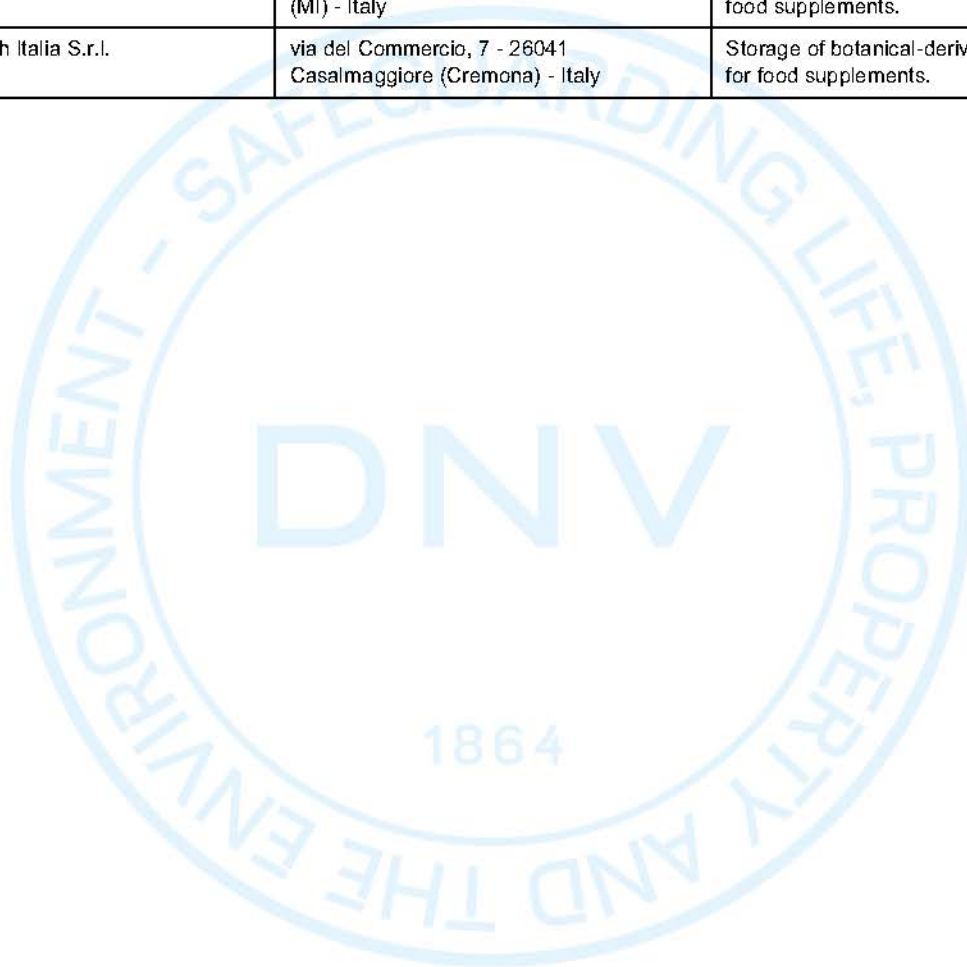 (MI) - Italy
food supplements.
h Italia S.r.l.
via del Commercio, 7 - 26041
Casalmaggiore (Cremona) - Italy
Storage of botanical-deriv
for food supplements.
SAFEGUARDING LIFE, PROPERTY AND THE ENVIRONMENT -
DNV
1864